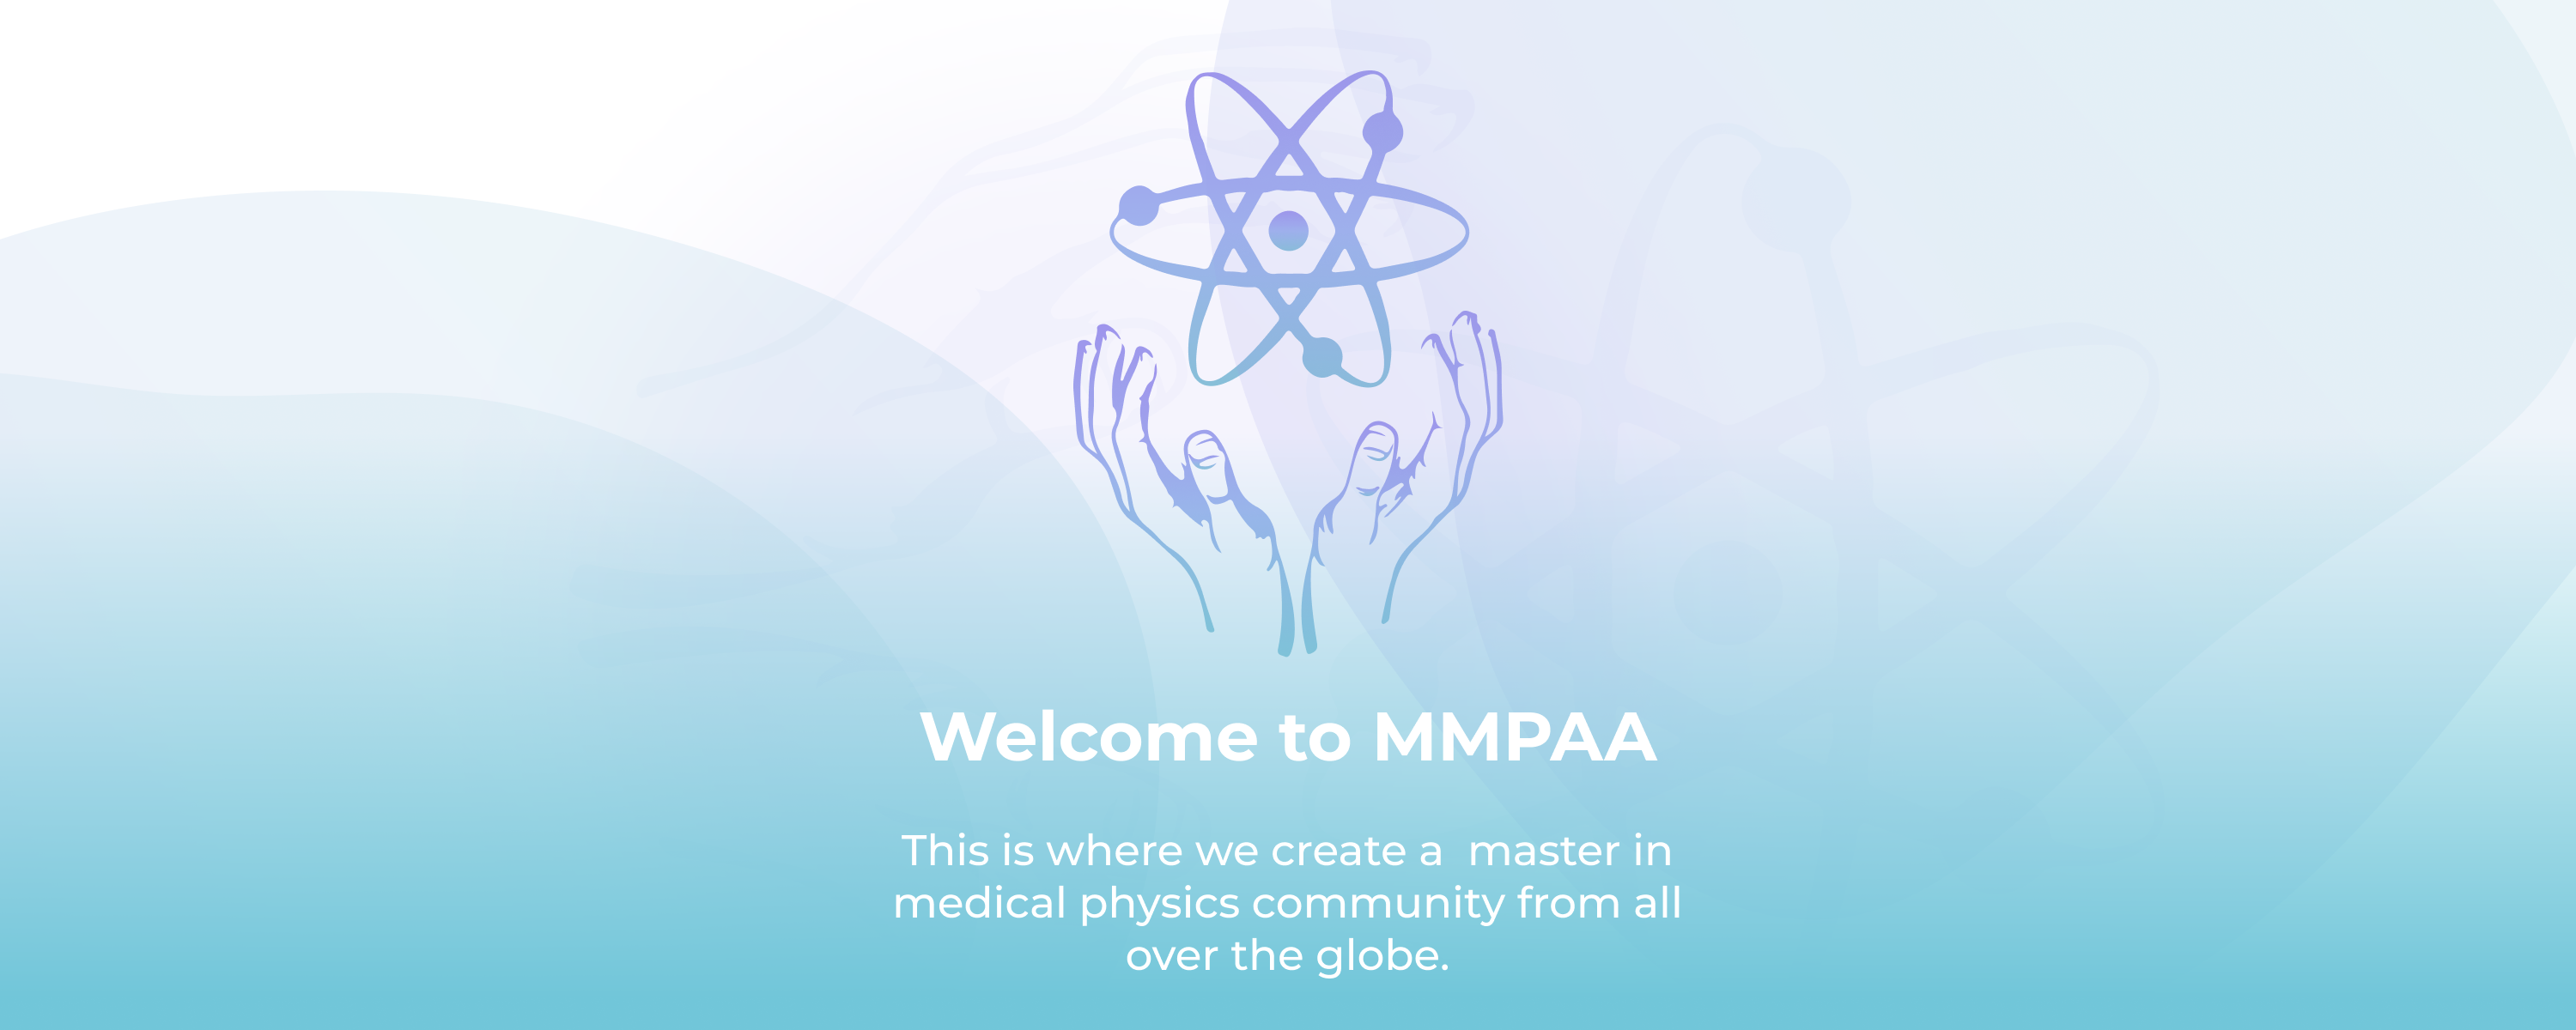 Welcome to MMPAA
This is where we create a  master in
medical physics community from all
over the globe.